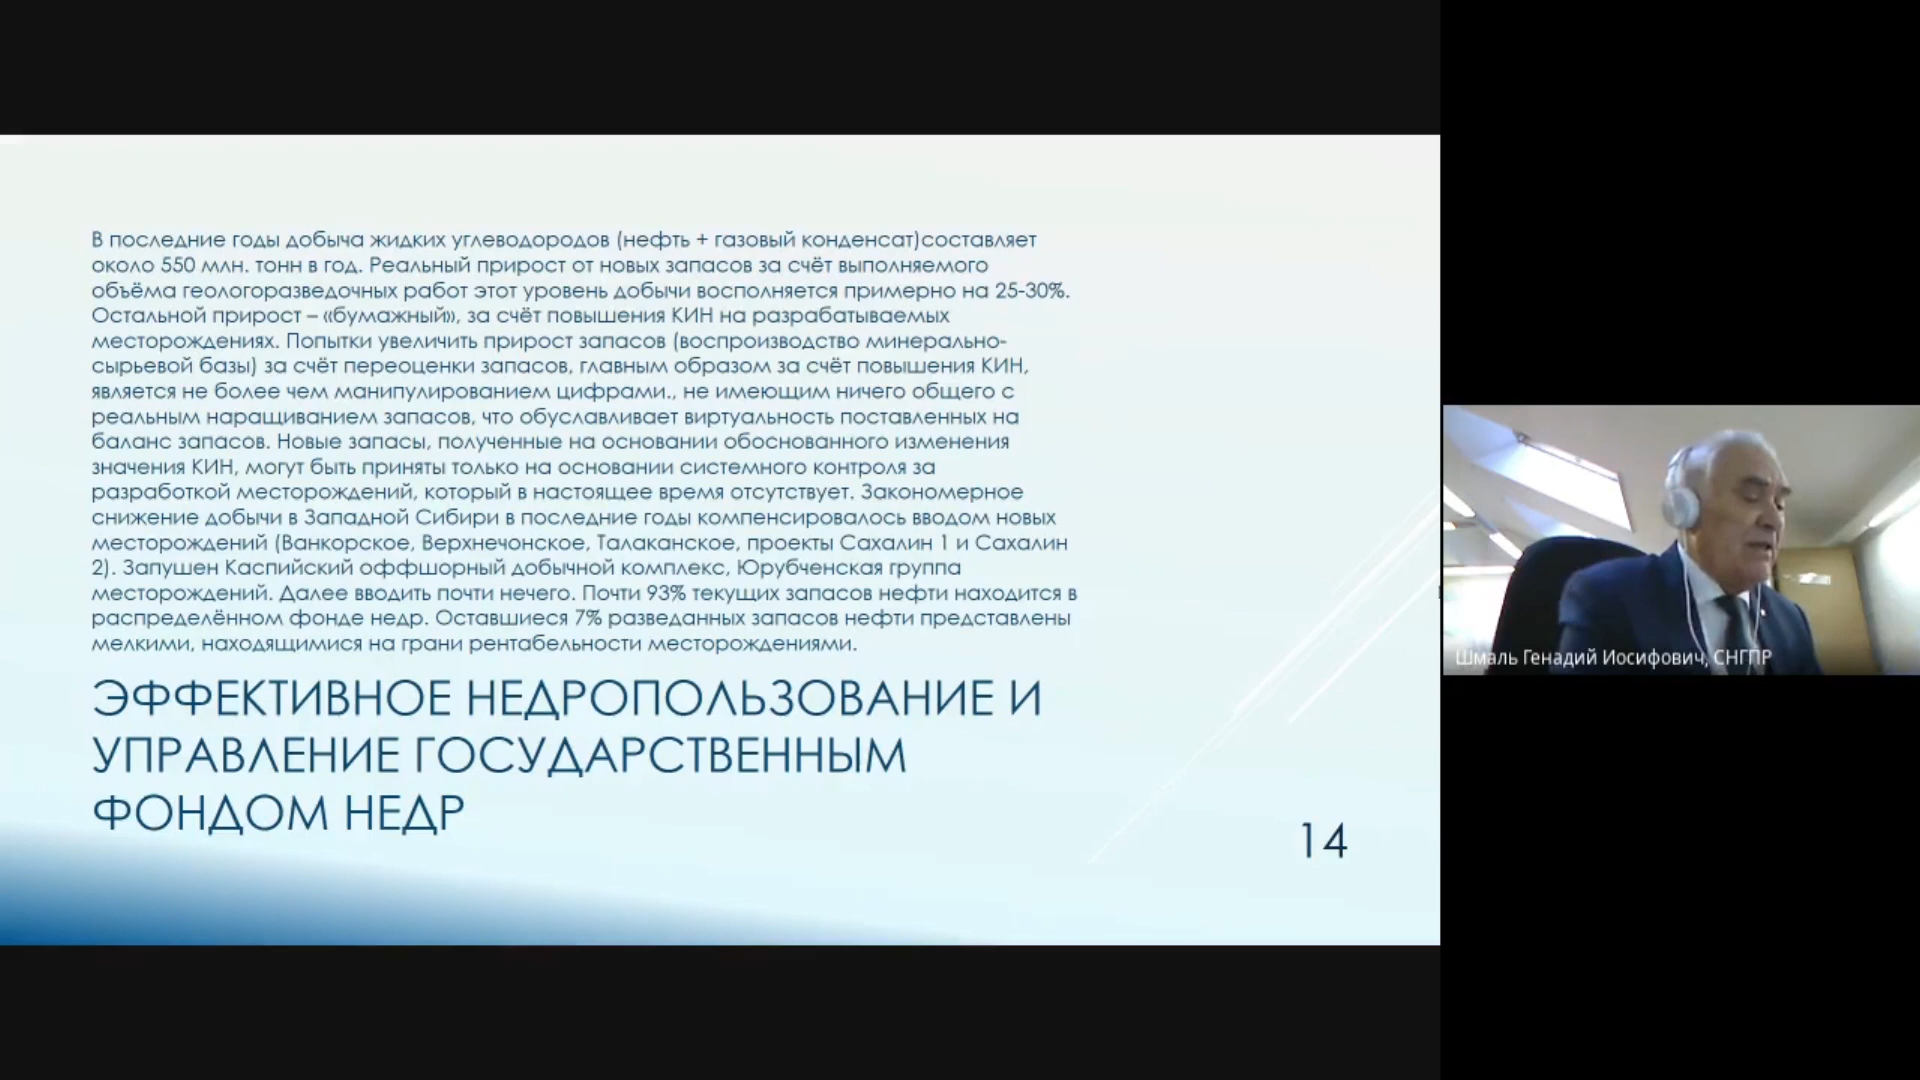 В последние годы добыча жидких углеводородов (нефть + газовый конденсат)составляет
около 550 млн. тонн в год. Реальный прирост от новых запасов за счёт выполняемого
объёма геологоразведочных работ этот уровень добычи восполняется примерно на 25-30%.
Остальной прирост – «бумажный», за счёт повышения КИН на разрабатываемых
месторождениях. Попытки увеличить прирост запасов (воспроизводство минерально-
сырьевой базы) за счёт переоценки запасов, главным образом за счёт повышения КИН,
является не более чем манипулированием цифрами., не имеющим ничего общего с
реальным наращиванием запасов, что обуславливает виртуальность поставленных на
баланс запасов. Новые запасы, полученные на основании обоснованного изменения
значения КИН, могут быть приняты только на основании системного контроля за
разработкой месторождений, который в настоящее время отсутствует. Закономерное
снижение добычи в Западной Сибири в последние годы компенсировалось вводом новых
месторождений (Ванкорское, Верхнечонское, Талаканское, проекты Сахалин 1 и Сахалин
2). Запушен Каспийский оффшорный добычной комплекс, Юрубченская группа
месторождений. Далее вводить почти нечего. Почти 93% текущих запасов нефти находится в
распределённом фонде недр. Оставшиеся 7% разведанных запасов нефти представлены
мелкими, находящимися на грани рентабельности месторождениями.
ЭФФЕКТИВНОЕ НЕДРОПОЛЬЗОВАНИЕ И
УПРАВЛЕНИЕ ГОСУДАРСТВЕННЫМ
ФОНДОМ НЕДР
14
Шмаль Генадий Иосифович, СНГПР